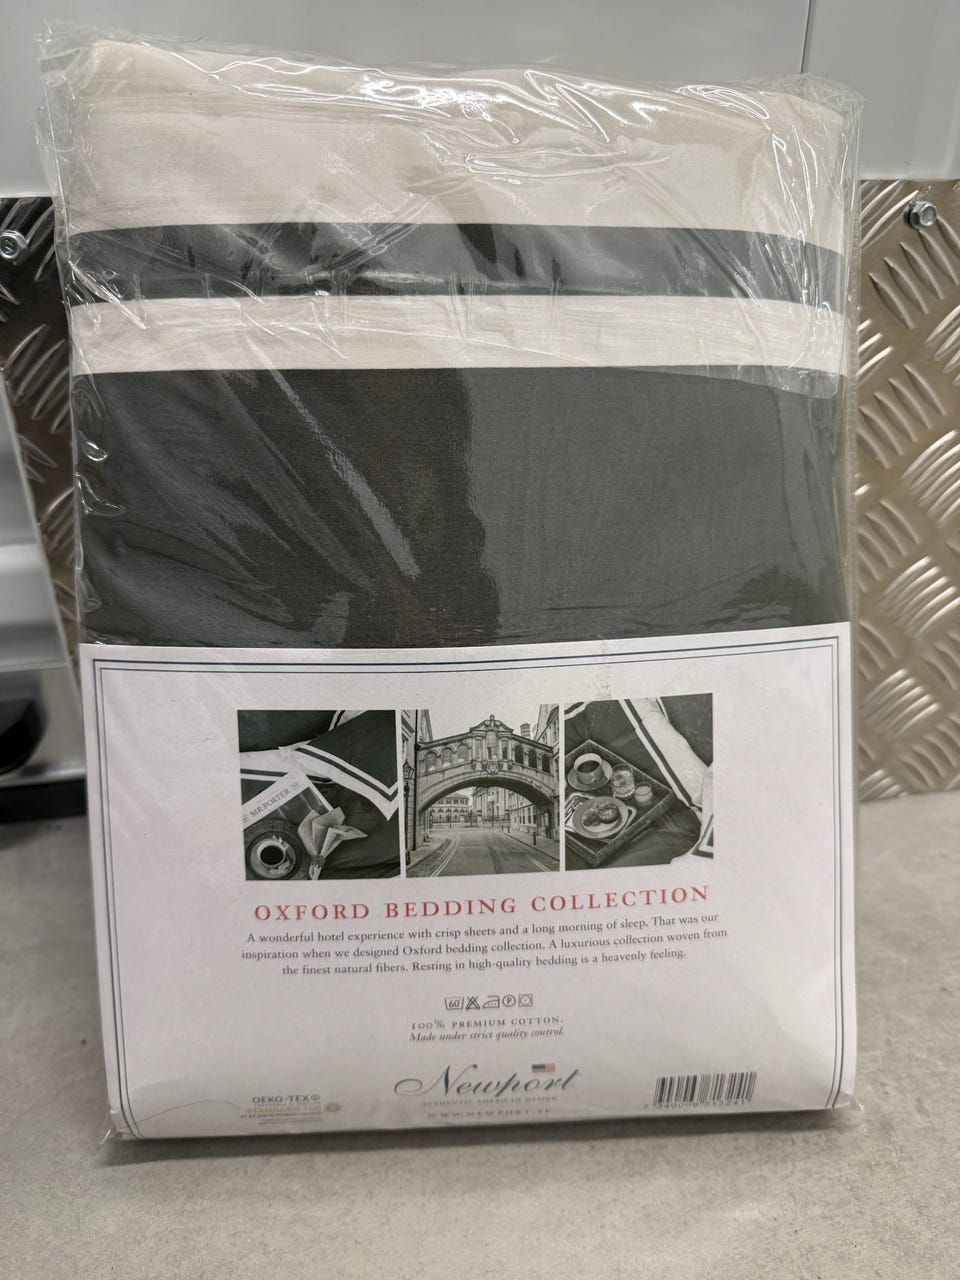 MR PORTER
OXFORD BEDDING COLLECTION
A wonderful hotel experience with crisp sheets and a long morning of sleep. That was our
inspiration when we designed Oxford bedding collection. A luxurious collection woven from
the finest natural fibers. Resting in high-quality bedding is a heavenly feeling.
60 P
100% PREMIUM COTTON.
Made under strict quality control.
Newport
AUTHENTIC AMERICAN DESIGN
WWW.NEWPORT.SE
OEKO-TEX®
STANDARD 100